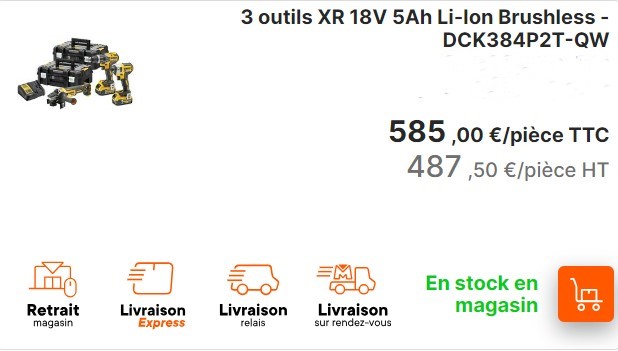 3 outils XR 18V 5Ah Li-Ion Brushless -
DCK384P2T-QW
585 ,00 €/pièce TTC
487 ,50 €/pièce HT
Retrait
magasin
Livraison
Express
Livraison
relais
Livraison
sur rendez-vous
En stock en
magasin